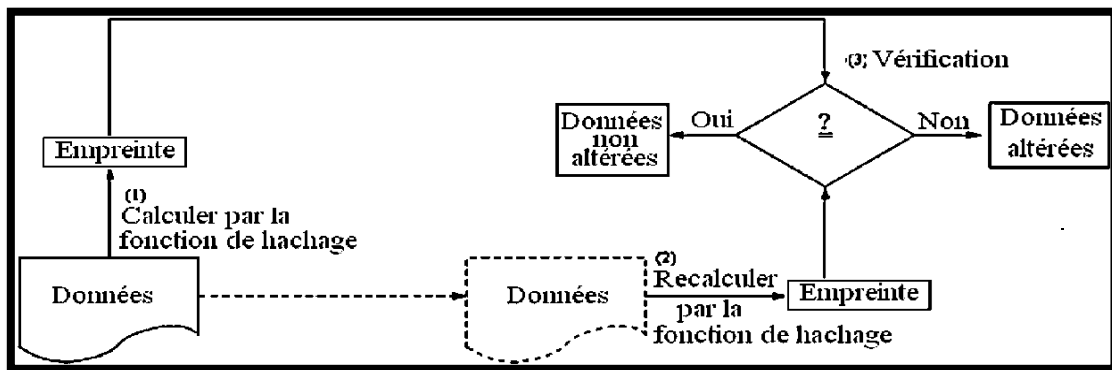 (3) Vérification
Oui
?
Non
Données
non
altérées
Données
altérées
Empreinte
(1)
Calculer par la
fonction de hachage
Données
Données
(2)
Recalculer
par la
fonction de hachage
Empreinte